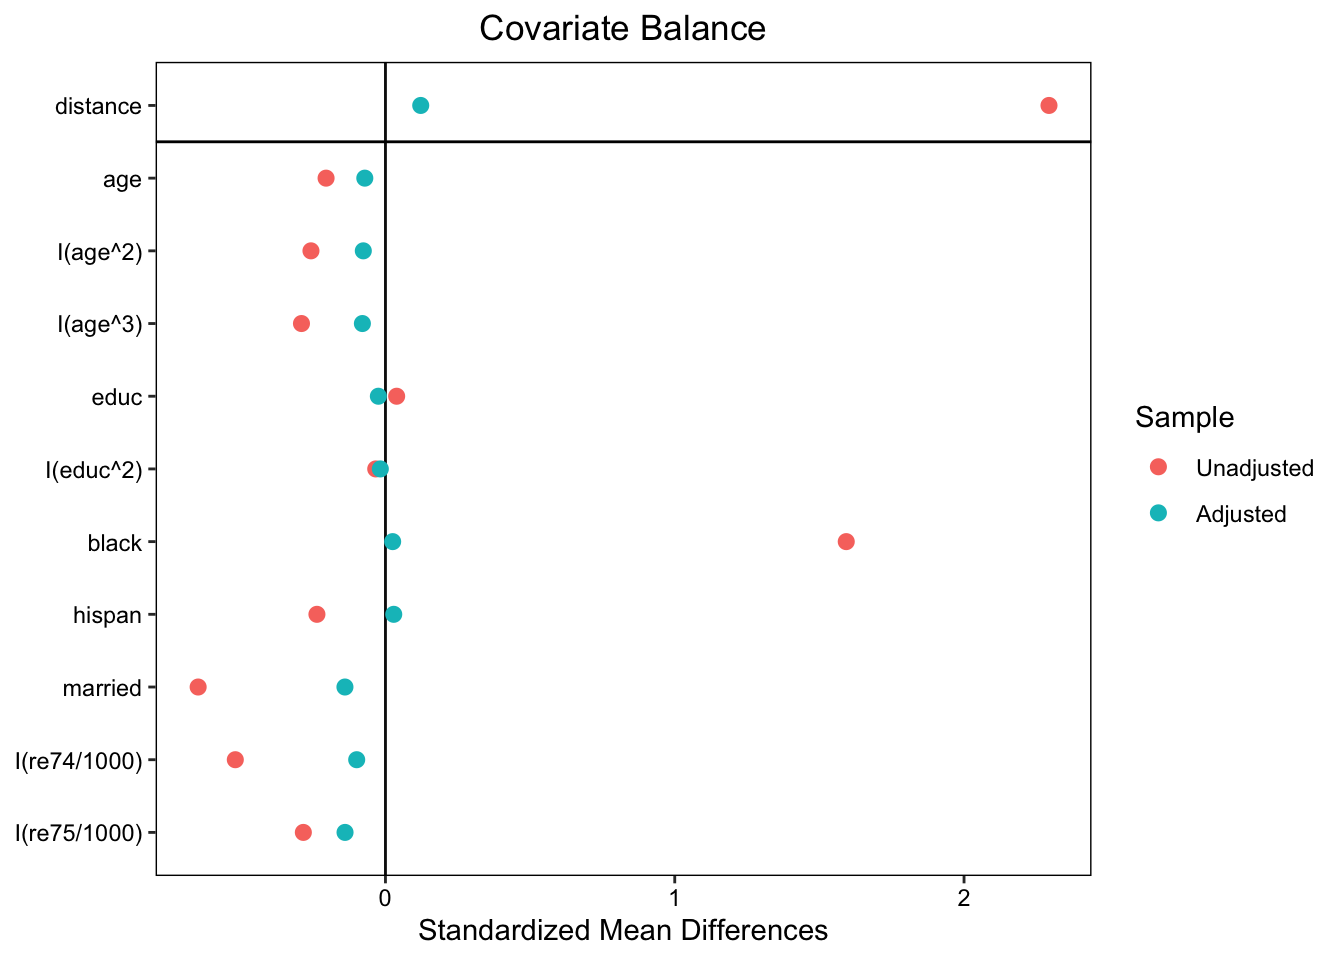 Covariate Balance
distance
age
I(age^2)
I(age^3)
educ
I(educ^2)
black
hispan
married
I(re74/1000)
I(re75/1000)
0 1 2
Standardized Mean Differences
Sample
Unadjusted
Adjusted